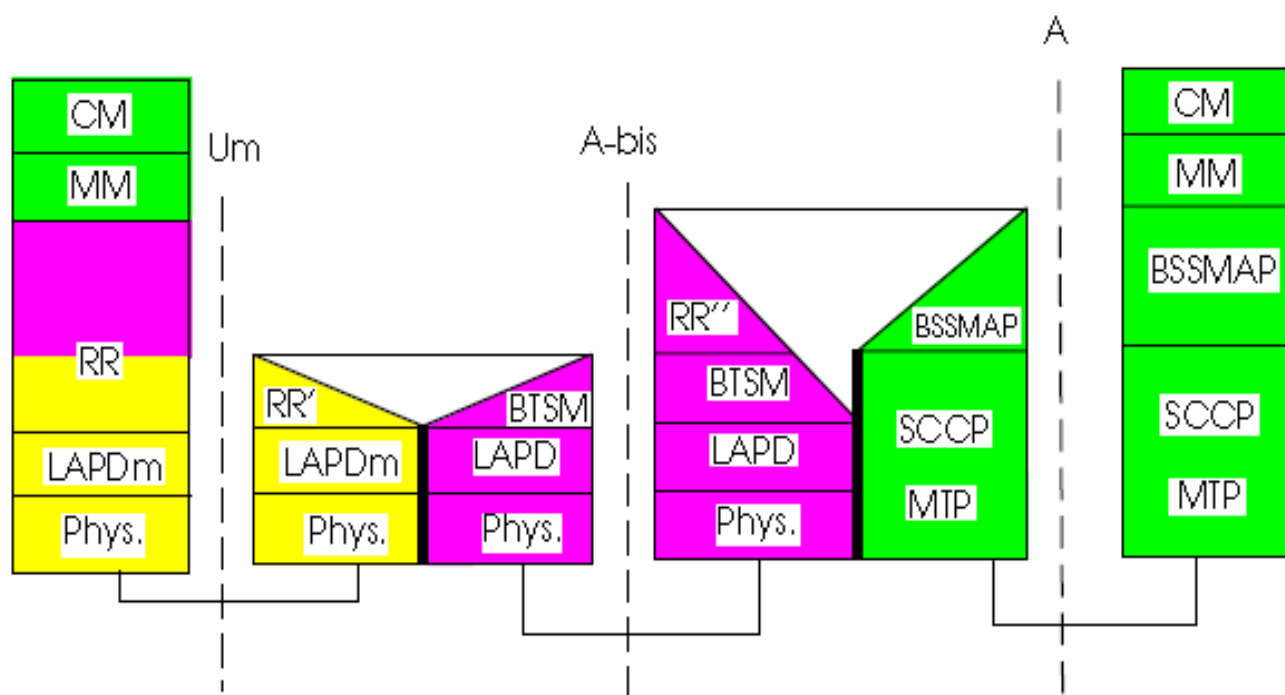 Um
A-bis
A
CM
MM
RR
LAPDm
Phys.
RR'
LAPDm
Phys.
BTSM
LAPD
Phys.
RR''
BTSM
LAPD
Phys.
BSSMAP
SCCP
MTP
CM
MM
BSSMAP
SCCP
MTP